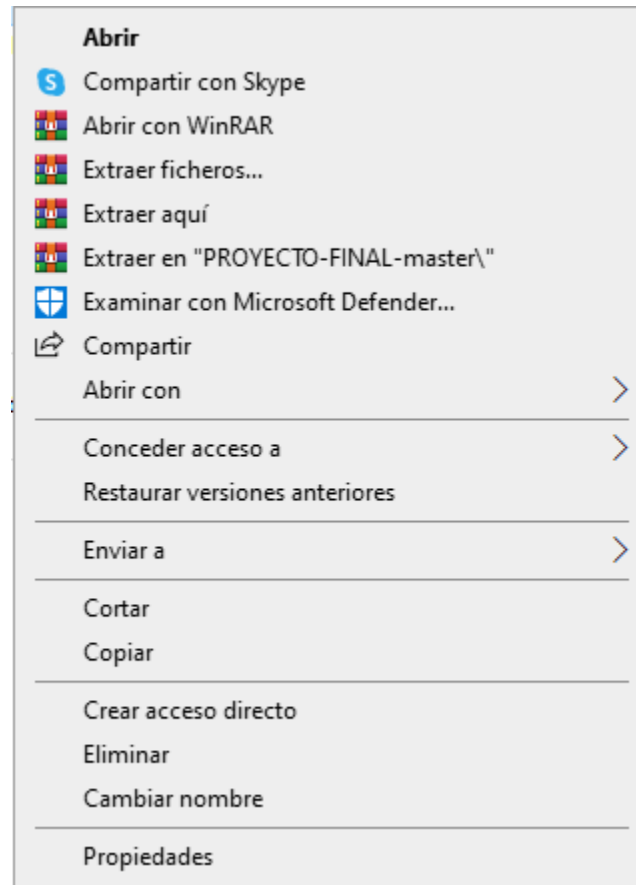 Abrir
Compartir con Skype
Abrir con WinRAR
Extraer ficheros...
Extraer aquí
Extraer en "PROYECTO-FINAL-master\"
Examinar con Microsoft Defender...
Compartir
Abrir con
Conceder acceso a
Restaurar versiones anteriores
Enviar a
Cortar
Copiar
Crear acceso directo
Eliminar
Cambiar nombre
Propiedades